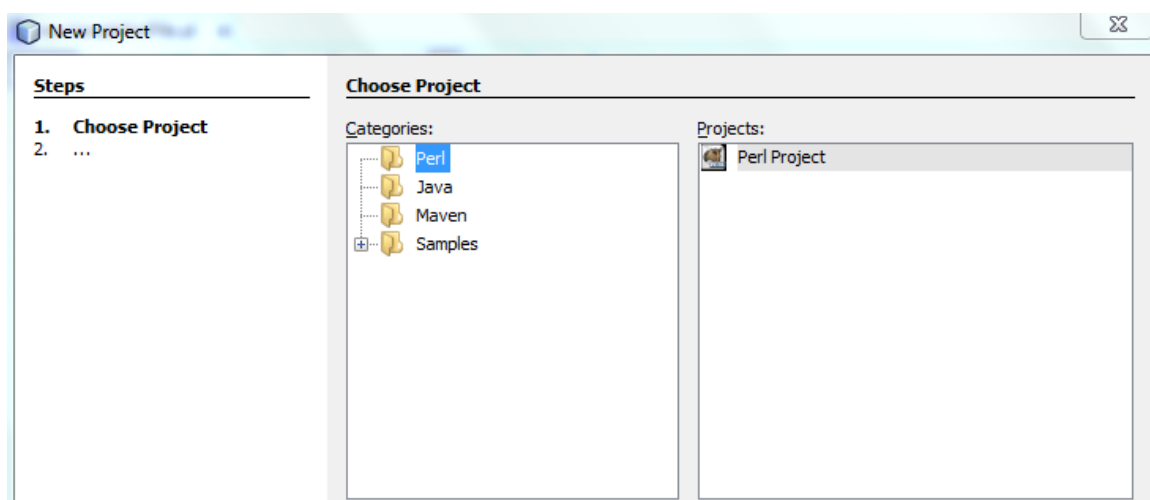 New Project
Steps
Choose Project
1. Choose Project
2. ...
Categories:
Projects:
Perl
Java
Maven
Samples
Perl Project